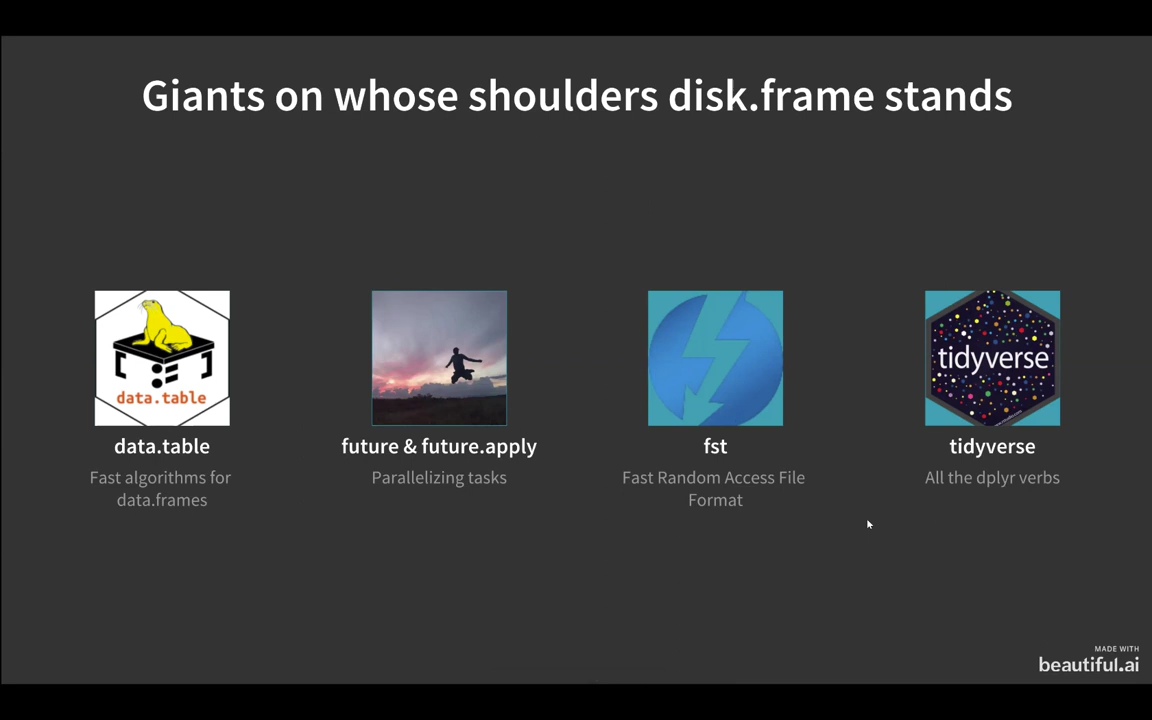 Giants on whose shoulders disk.frame stands
data.table
tidyverse
data.table
future & future.apply
fst
tidyverse
Fast algorithms for
data.frames
Parallelizing tasks
Fast Random Access File
Format
All the dplyr verbs
MADE WITH
beautiful.ai